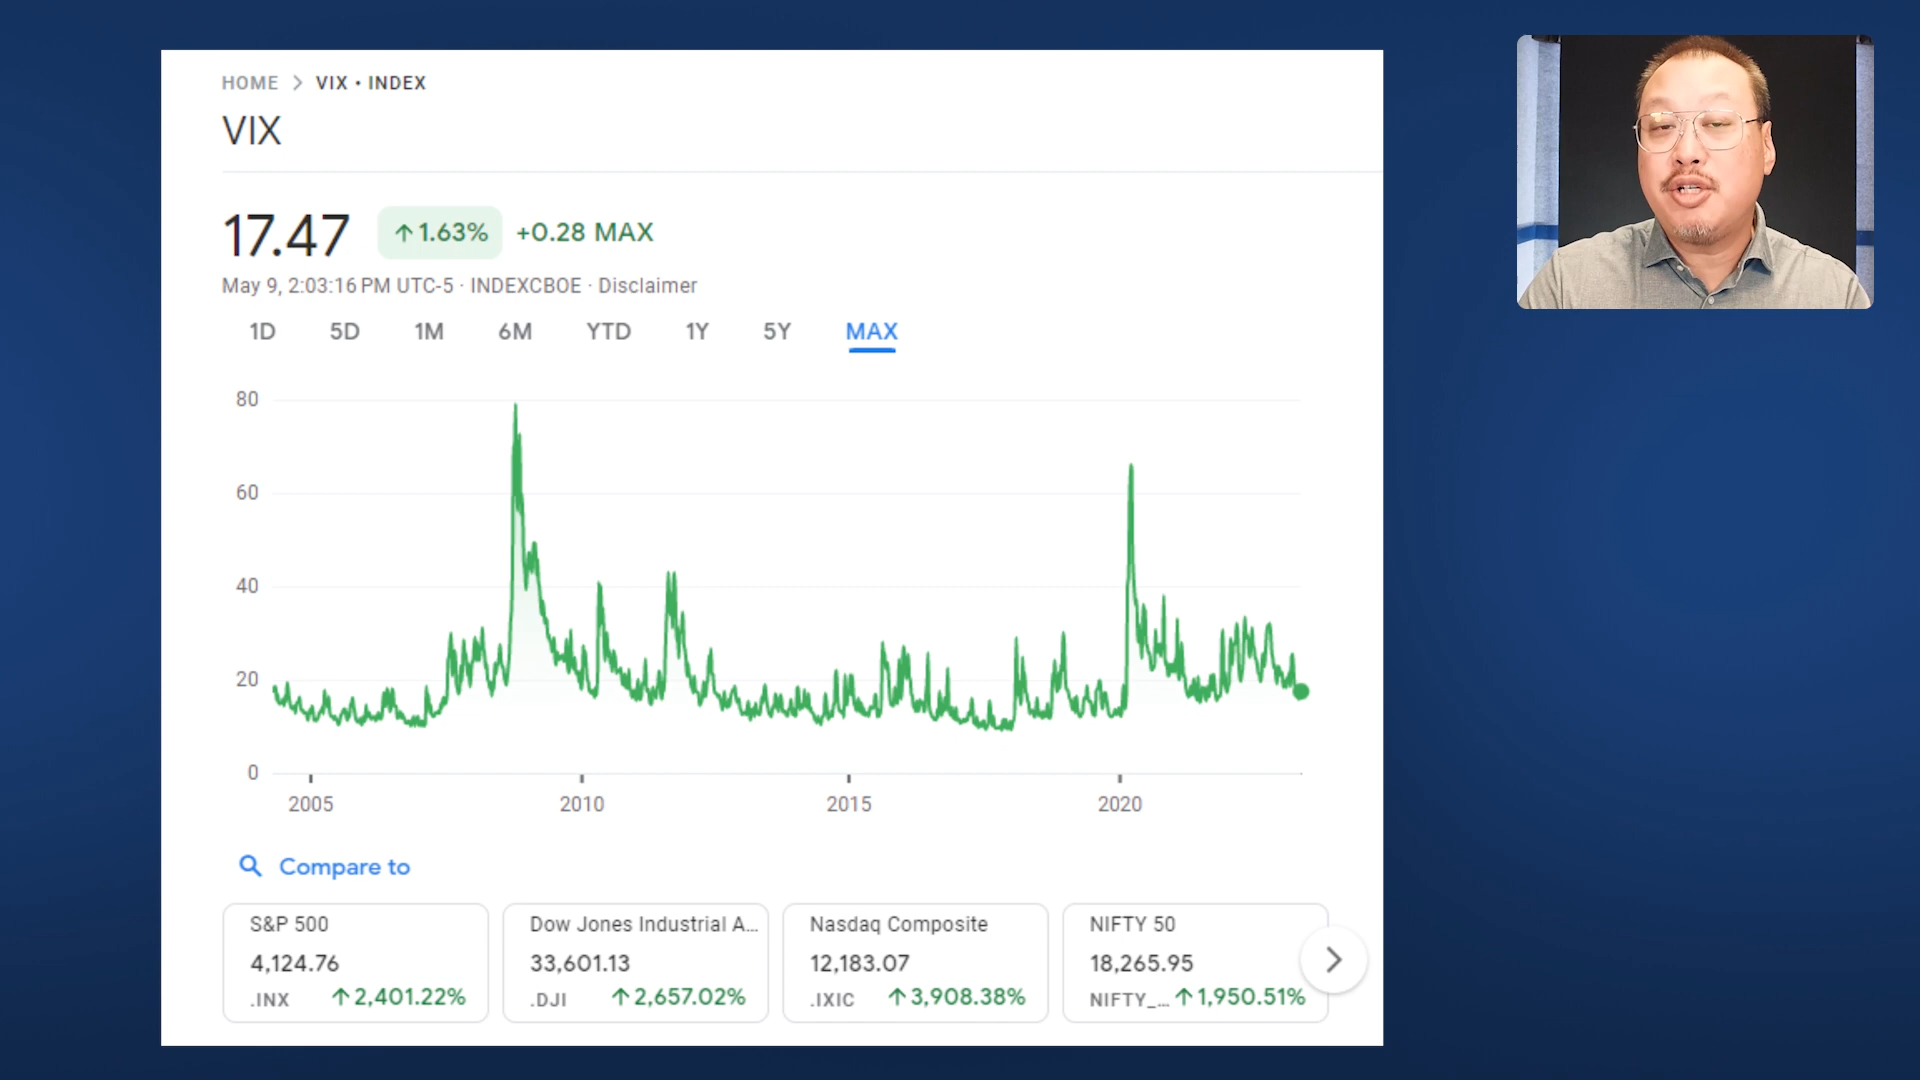 HOME > VIX • INDEX
VIX
17.47 ↑1.63% +0.28 MAX
May 9, 2:03:16 PM UTC-5 · INDEXCBOE · Disclaimer
1D 5D 1M 6M YTD 1Y 5Y MAX
80
60
40
20
0
2005 2010 2015 2020
Compare to
S&P 500
4,124.76
.INX ↑2,401.22%
Dow Jones Industrial A...
33,601.13
.DJI ↑2,657.02%
Nasdaq Composite
12,183.07
.IXIC ↑3,908.38%
NIFTY 50
18,265.95
NIFTY_... ↑1,950.51%